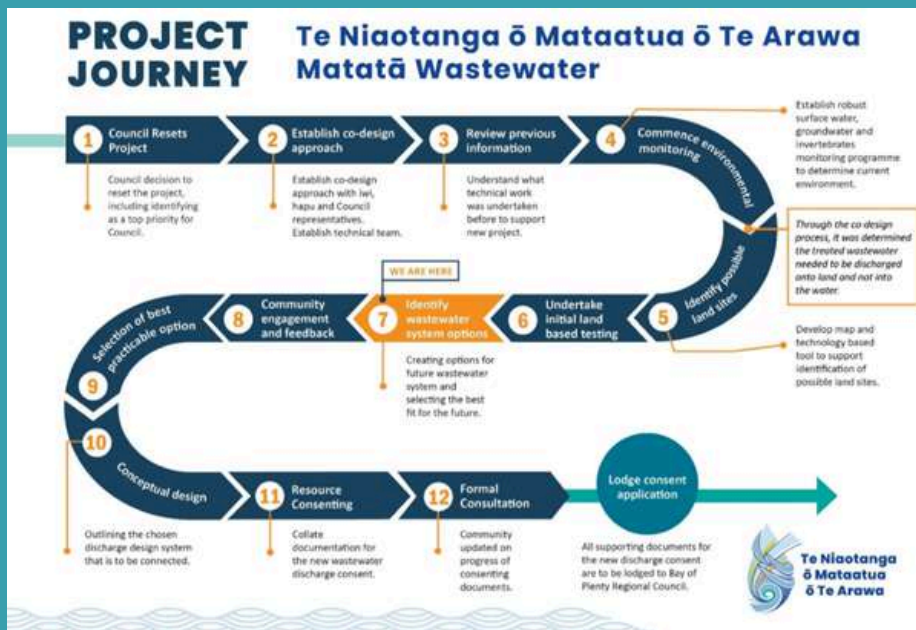 PROJECT
JOURNEY
Te Niaotanga ō Mataatua ō Te Arawa
Matatā Wastewater
1
Council Resets
Project
Council decision to
reset the project,
including identifying
as a top priority for
Council.
2
Establish co-design
approach
Establish co-design
approach with iwi,
hapu and Council
representatives.
Establish technical team.
3
Review previous
information
Understand what
technical work
was undertaken
before to support
new project.
4
Commence environmental
monitoring
Establish robust
surface water,
groundwater and
invertebrates
monitoring programme
to determine current
environment.
Through the co-design
process, it was determined
the treated wastewater
needed to be discharged
onto land and not into
the water.
5
Identify possible
land sites
Develop map and
technology based
tool to support
identification of
possible land sites.
6
Undertake
initial land
based testing
WE ARE HERE
7
Identify
wastewater
system options
Creating options for
future wastewater
system and
selecting the best
fit for the future.
8
Community
engagement
and feedback
9
Selection of best
practicable option
10
Conceptual design
Outlining the chosen
discharge design system
that is to be connected.
11
Resource
Consenting
Collate
documentation for
the new wastewater
discharge consent.
12
Formal
Consultation
Community
updated on
progress of
consenting
documents.
Lodge consent
application
All supporting documents for
the new discharge consent
are to be lodged to Bay of
Plenty Regional Council.
Te Niaotanga
ō Mataatua
ō Te Arawa